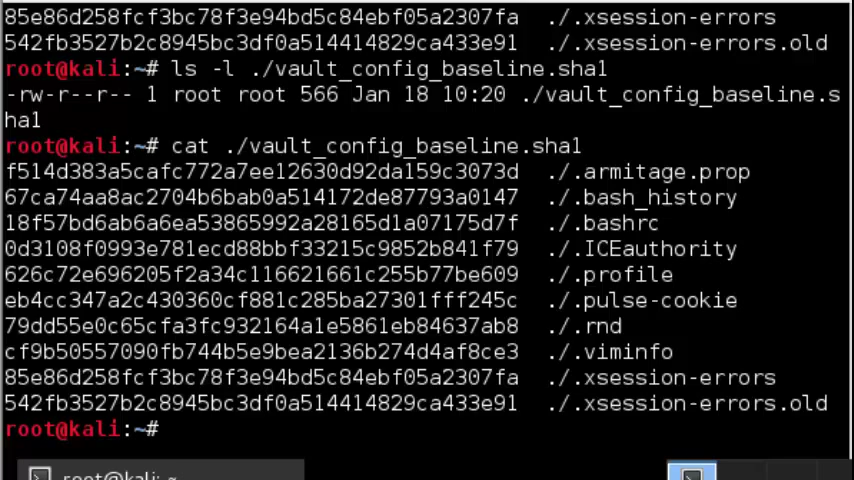 85e86d258fcf3bc78f3e94bd5c84ebf05a2307fa  ./.xsession-errors
542fb3527b2c8945bc3df0a514414829ca433e91  ./.xsession-errors.old
root@kali:~# ls -l ./vault_config_baseline.sha1
-rw-r--r-- 1 root root 566 Jan 18 10:20 ./vault_config_baseline.s
ha1
root@kali:~# cat ./vault_config_baseline.sha1
f514d383a5cafc772a7ee12630d92da159c3073d  ./.armitage.prop
67ca74aa8ac2704b6bab0a514172de87793a0147  ./.bash_history
18f57bd6ab6a6ea53865992a28165d1a07175d7f  ./.bashrc
0d3108f0993e781ecd88bbf33215c9852b841f79  ./.ICEauthority
626c72e696205f2a34c116621661c255b77be609  ./.profile
eb4cc347a2c430360cf881c285ba27301fff245c  ./.pulse-cookie
79dd55e0c65cfa3fc932164a1e5861eb84637ab8  ./.rnd
cf9b50557090fb744b5e9bea2136b274d4af8ce3  ./.viminfo
85e86d258fcf3bc78f3e94bd5c84ebf05a2307fa  ./.xsession-errors
542fb3527b2c8945bc3df0a514414829ca433e91  ./.xsession-errors.old
root@kali:~#
root@kali: ~